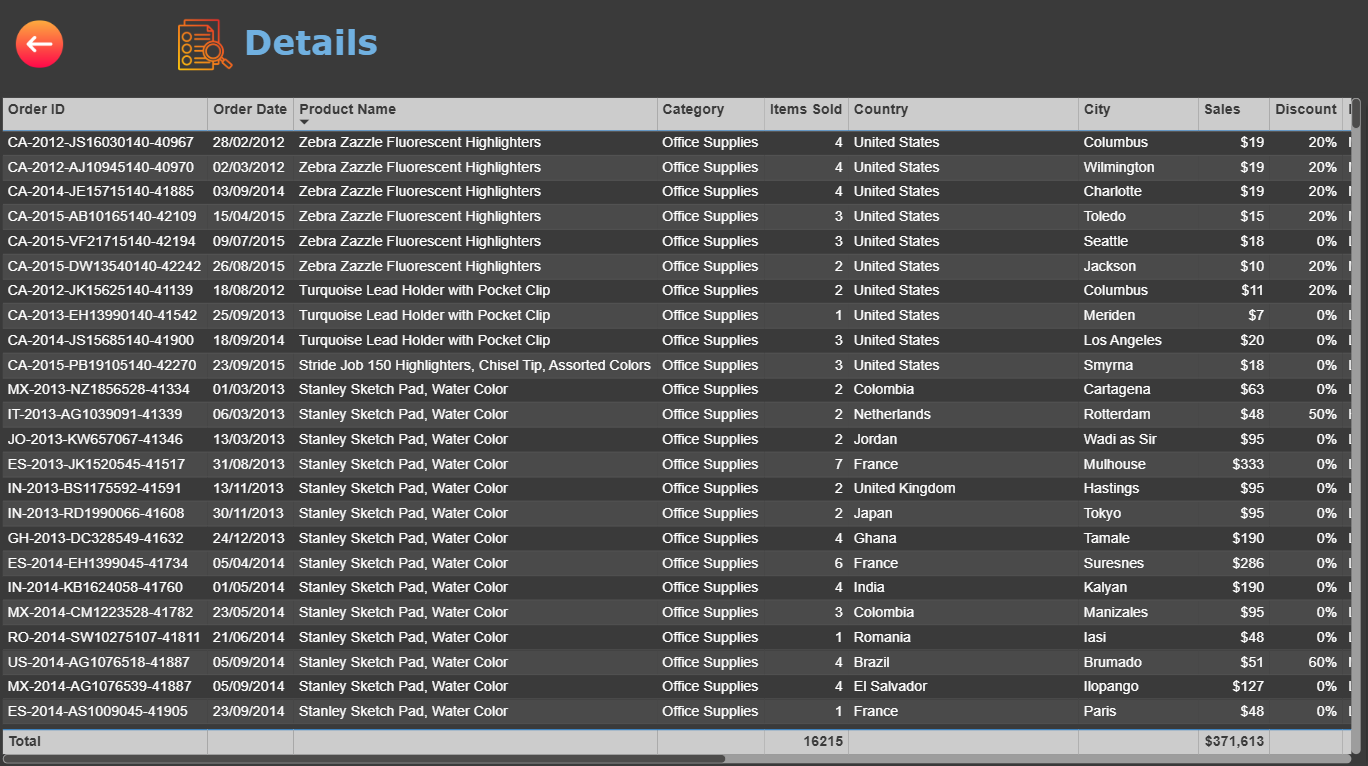 Details
Order ID Order Date Product Name Category Items Sold Country City Sales Discount
CA-2012-JS16030140-40967 28/02/2012 Zebra Zazzle Fluorescent Highlighters Office Supplies 4 United States Columbus $19 20%
CA-2012-AJ10945140-40970 02/03/2012 Zebra Zazzle Fluorescent Highlighters Office Supplies 4 United States Wilmington $19 20%
CA-2014-JE15715140-41885 03/09/2014 Zebra Zazzle Fluorescent Highlighters Office Supplies 4 United States Charlotte $19 20%
CA-2015-AB10165140-42109 15/04/2015 Zebra Zazzle Fluorescent Highlighters Office Supplies 3 United States Toledo $15 20%
CA-2015-VF21715140-42194 09/07/2015 Zebra Zazzle Fluorescent Highlighters Office Supplies 3 United States Seattle $18 0%
CA-2015-DW13540140-42242 26/08/2015 Zebra Zazzle Fluorescent Highlighters Office Supplies 2 United States Jackson $10 20%
CA-2012-JK15625140-41139 18/08/2012 Turquoise Lead Holder with Pocket Clip Office Supplies 2 United States Columbus $11 20%
CA-2013-EH13990140-41542 25/09/2013 Turquoise Lead Holder with Pocket Clip Office Supplies 1 United States Meriden $7 0%
CA-2014-JS15685140-41900 18/09/2014 Turquoise Lead Holder with Pocket Clip Office Supplies 3 United States Los Angeles $20 0%
CA-2015-PB19105140-42270 23/09/2015 Stride Job 150 Highlighters, Chisel Tip, Assorted Colors Office Supplies 3 United States Smyrna $18 0%
MX-2013-NZ1856528-41334 01/03/2013 Stanley Sketch Pad, Water Color Office Supplies 2 Colombia Cartagena $63 0%
IT-2013-AG1039091-41339 06/03/2013 Stanley Sketch Pad, Water Color Office Supplies 2 Netherlands Rotterdam $48 50%
JO-2013-KW657067-41346 13/03/2013 Stanley Sketch Pad, Water Color Office Supplies 2 Jordan Wadi as Sir $95 0%
ES-2013-JK1520545-41517 31/08/2013 Stanley Sketch Pad, Water Color Office Supplies 7 France Mulhouse $333 0%
IN-2013-BS1175592-41591 13/11/2013 Stanley Sketch Pad, Water Color Office Supplies 2 United Kingdom Hastings $95 0%
IN-2013-RD1990066-41608 30/11/2013 Stanley Sketch Pad, Water Color Office Supplies 2 Japan Tokyo $95 0%
GH-2013-DC328549-41632 24/12/2013 Stanley Sketch Pad, Water Color Office Supplies 4 Ghana Tamale $190 0%
ES-2014-EH1399045-41734 05/04/2014 Stanley Sketch Pad, Water Color Office Supplies 6 France Suresnes $286 0%
IN-2014-KB1624058-41760 01/05/2014 Stanley Sketch Pad, Water Color Office Supplies 4 India Kalyan $190 0%
MX-2014-CM1223528-41782 23/05/2014 Stanley Sketch Pad, Water Color Office Supplies 3 Colombia Manizales $95 0%
RO-2014-SW10275107-41811 21/06/2014 Stanley Sketch Pad, Water Color Office Supplies 1 Romania Iasi $48 0%
US-2014-AG1076518-41887 05/09/2014 Stanley Sketch Pad, Water Color Office Supplies 4 Brazil Brumado $51 60%
MX-2014-AG1076539-41887 05/09/2014 Stanley Sketch Pad, Water Color Office Supplies 4 El Salvador Ilopango $127 0%
ES-2014-AS1009045-41905 23/09/2014 Stanley Sketch Pad, Water Color Office Supplies 1 France Paris $48 0%
Total 16215 $371,613